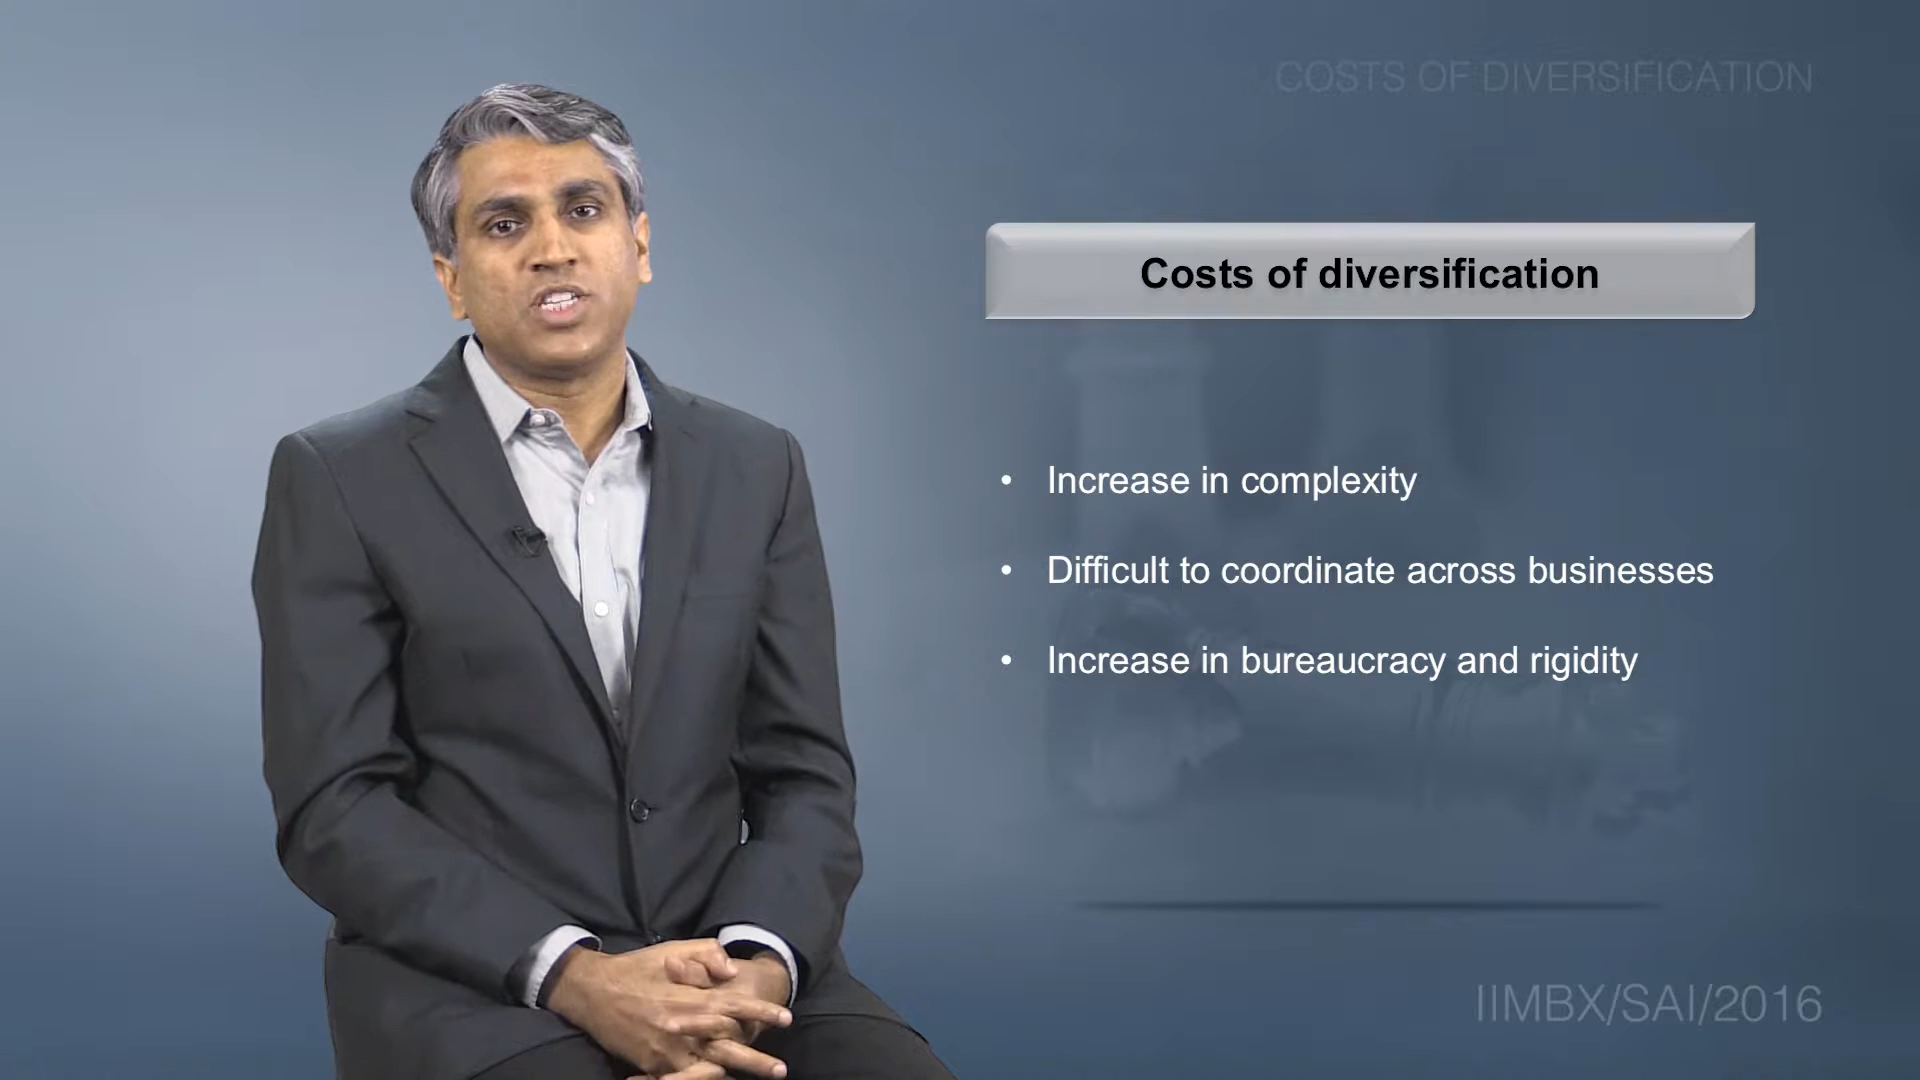 COSTS OF DIVERSIFICATION
Costs of diversification
• Increase in complexity
• Difficult to coordinate across businesses
• Increase in bureaucracy and rigidity
IIMBX/SAI/2016